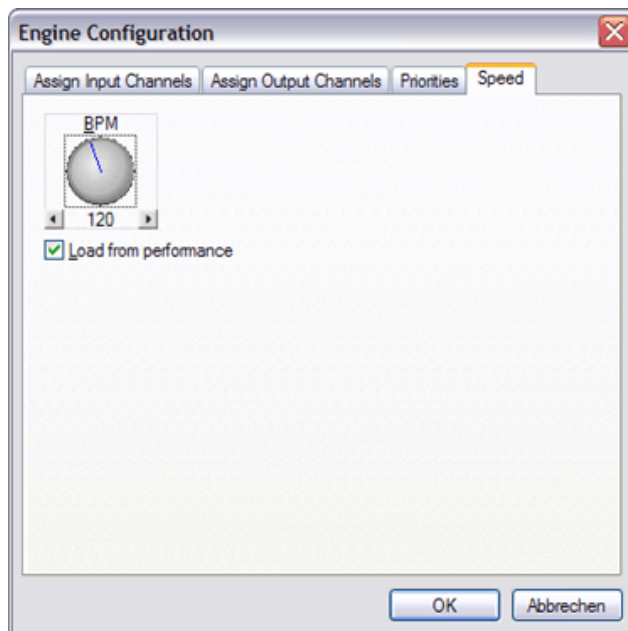 Engine Configuration
Assign Input Channels Assign Output Channels Priorities Speed
BPM
120
Load from performance
OK Abbrechen